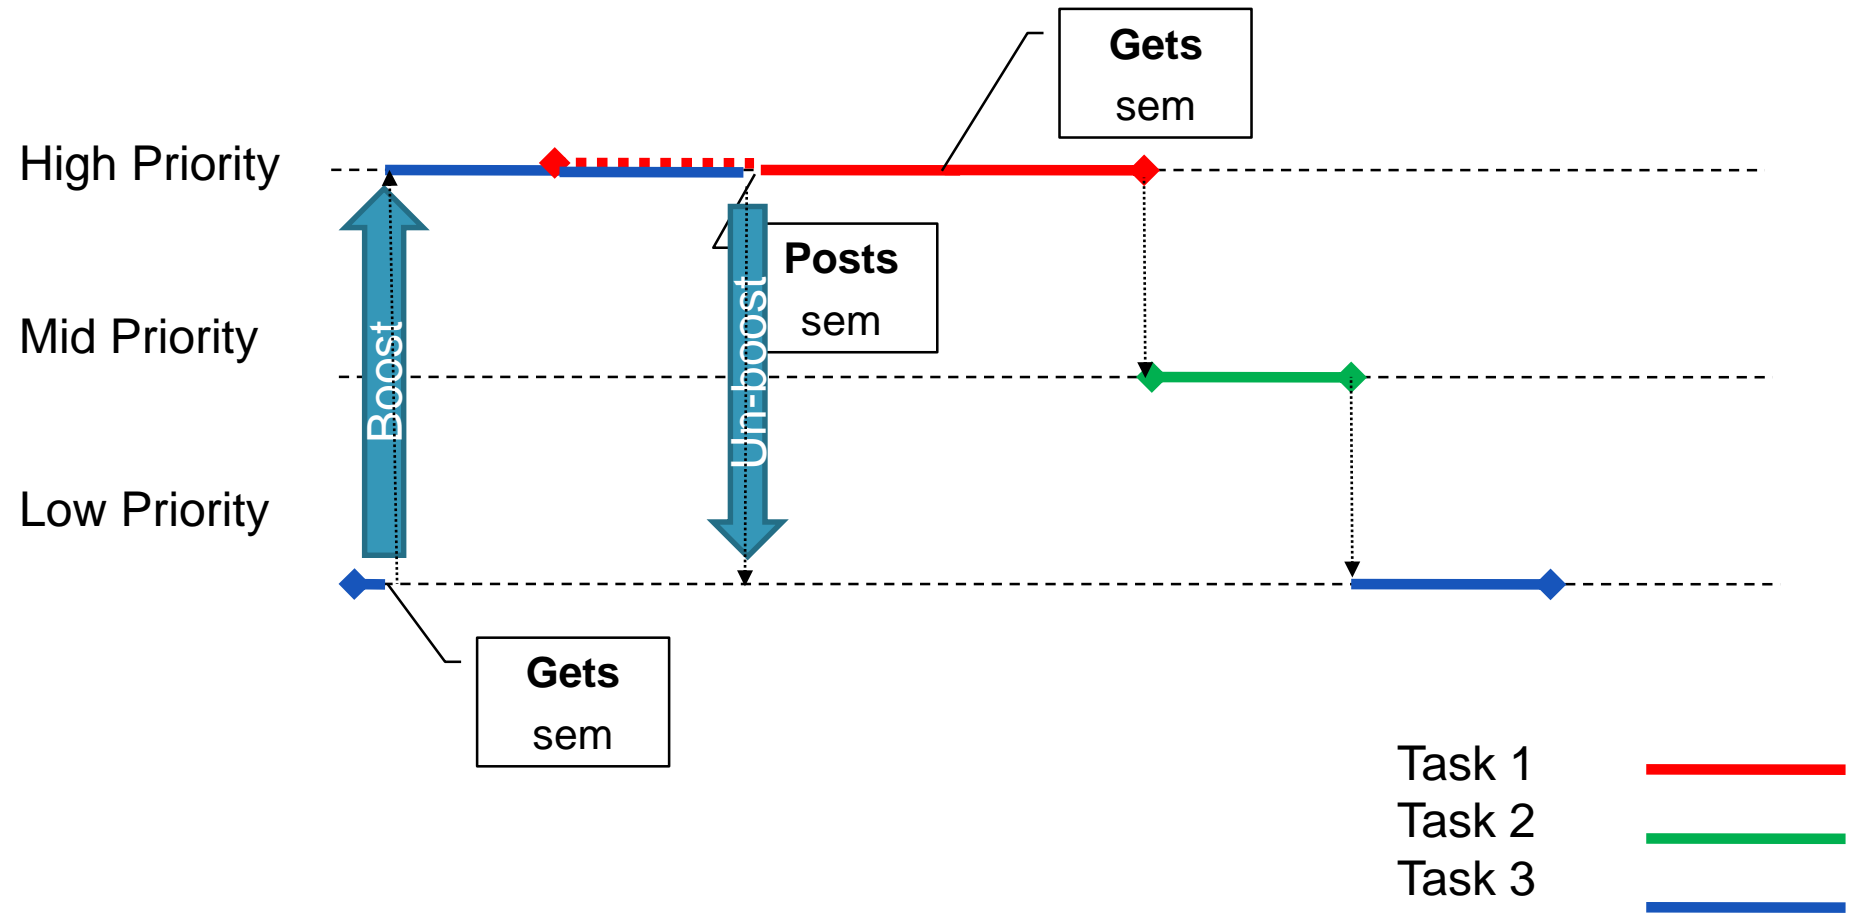 Gets
sem
High Priority
Posts
sem
Mid Priority
Boost
Un-boost
Low Priority
Gets
sem
Task 1
Task 2
Task 3